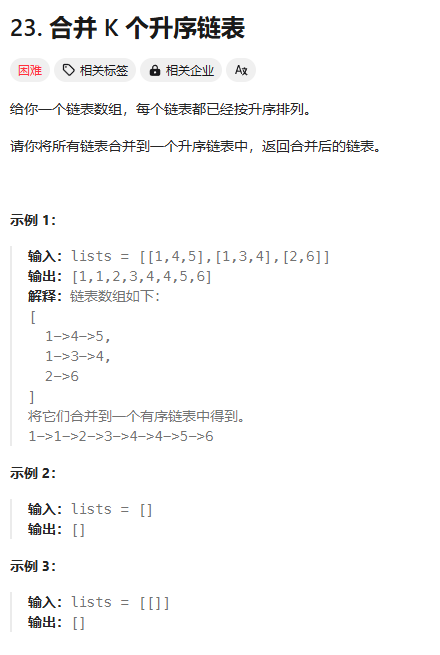 23. 合并 K 个升序链表
困难 相关标签 相关企业 Aあ
给你一个链表数组，每个链表都已经按升序排列。
请你将所有链表合并到一个升序链表中，返回合并后的链表。
示例 1：
输入：lists = [[1,4,5],[1,3,4],[2,6]]
输出：[1,1,2,3,4,4,5,6]
解释：链表数组如下：
[
1->4->5,
1->3->4,
2->6
]
将它们合并到一个有序链表中得到。
1->1->2->3->4->4->5->6
示例 2：
输入：lists = []
输出：[]
示例 3：
输入：lists = [[]]
输出：[]